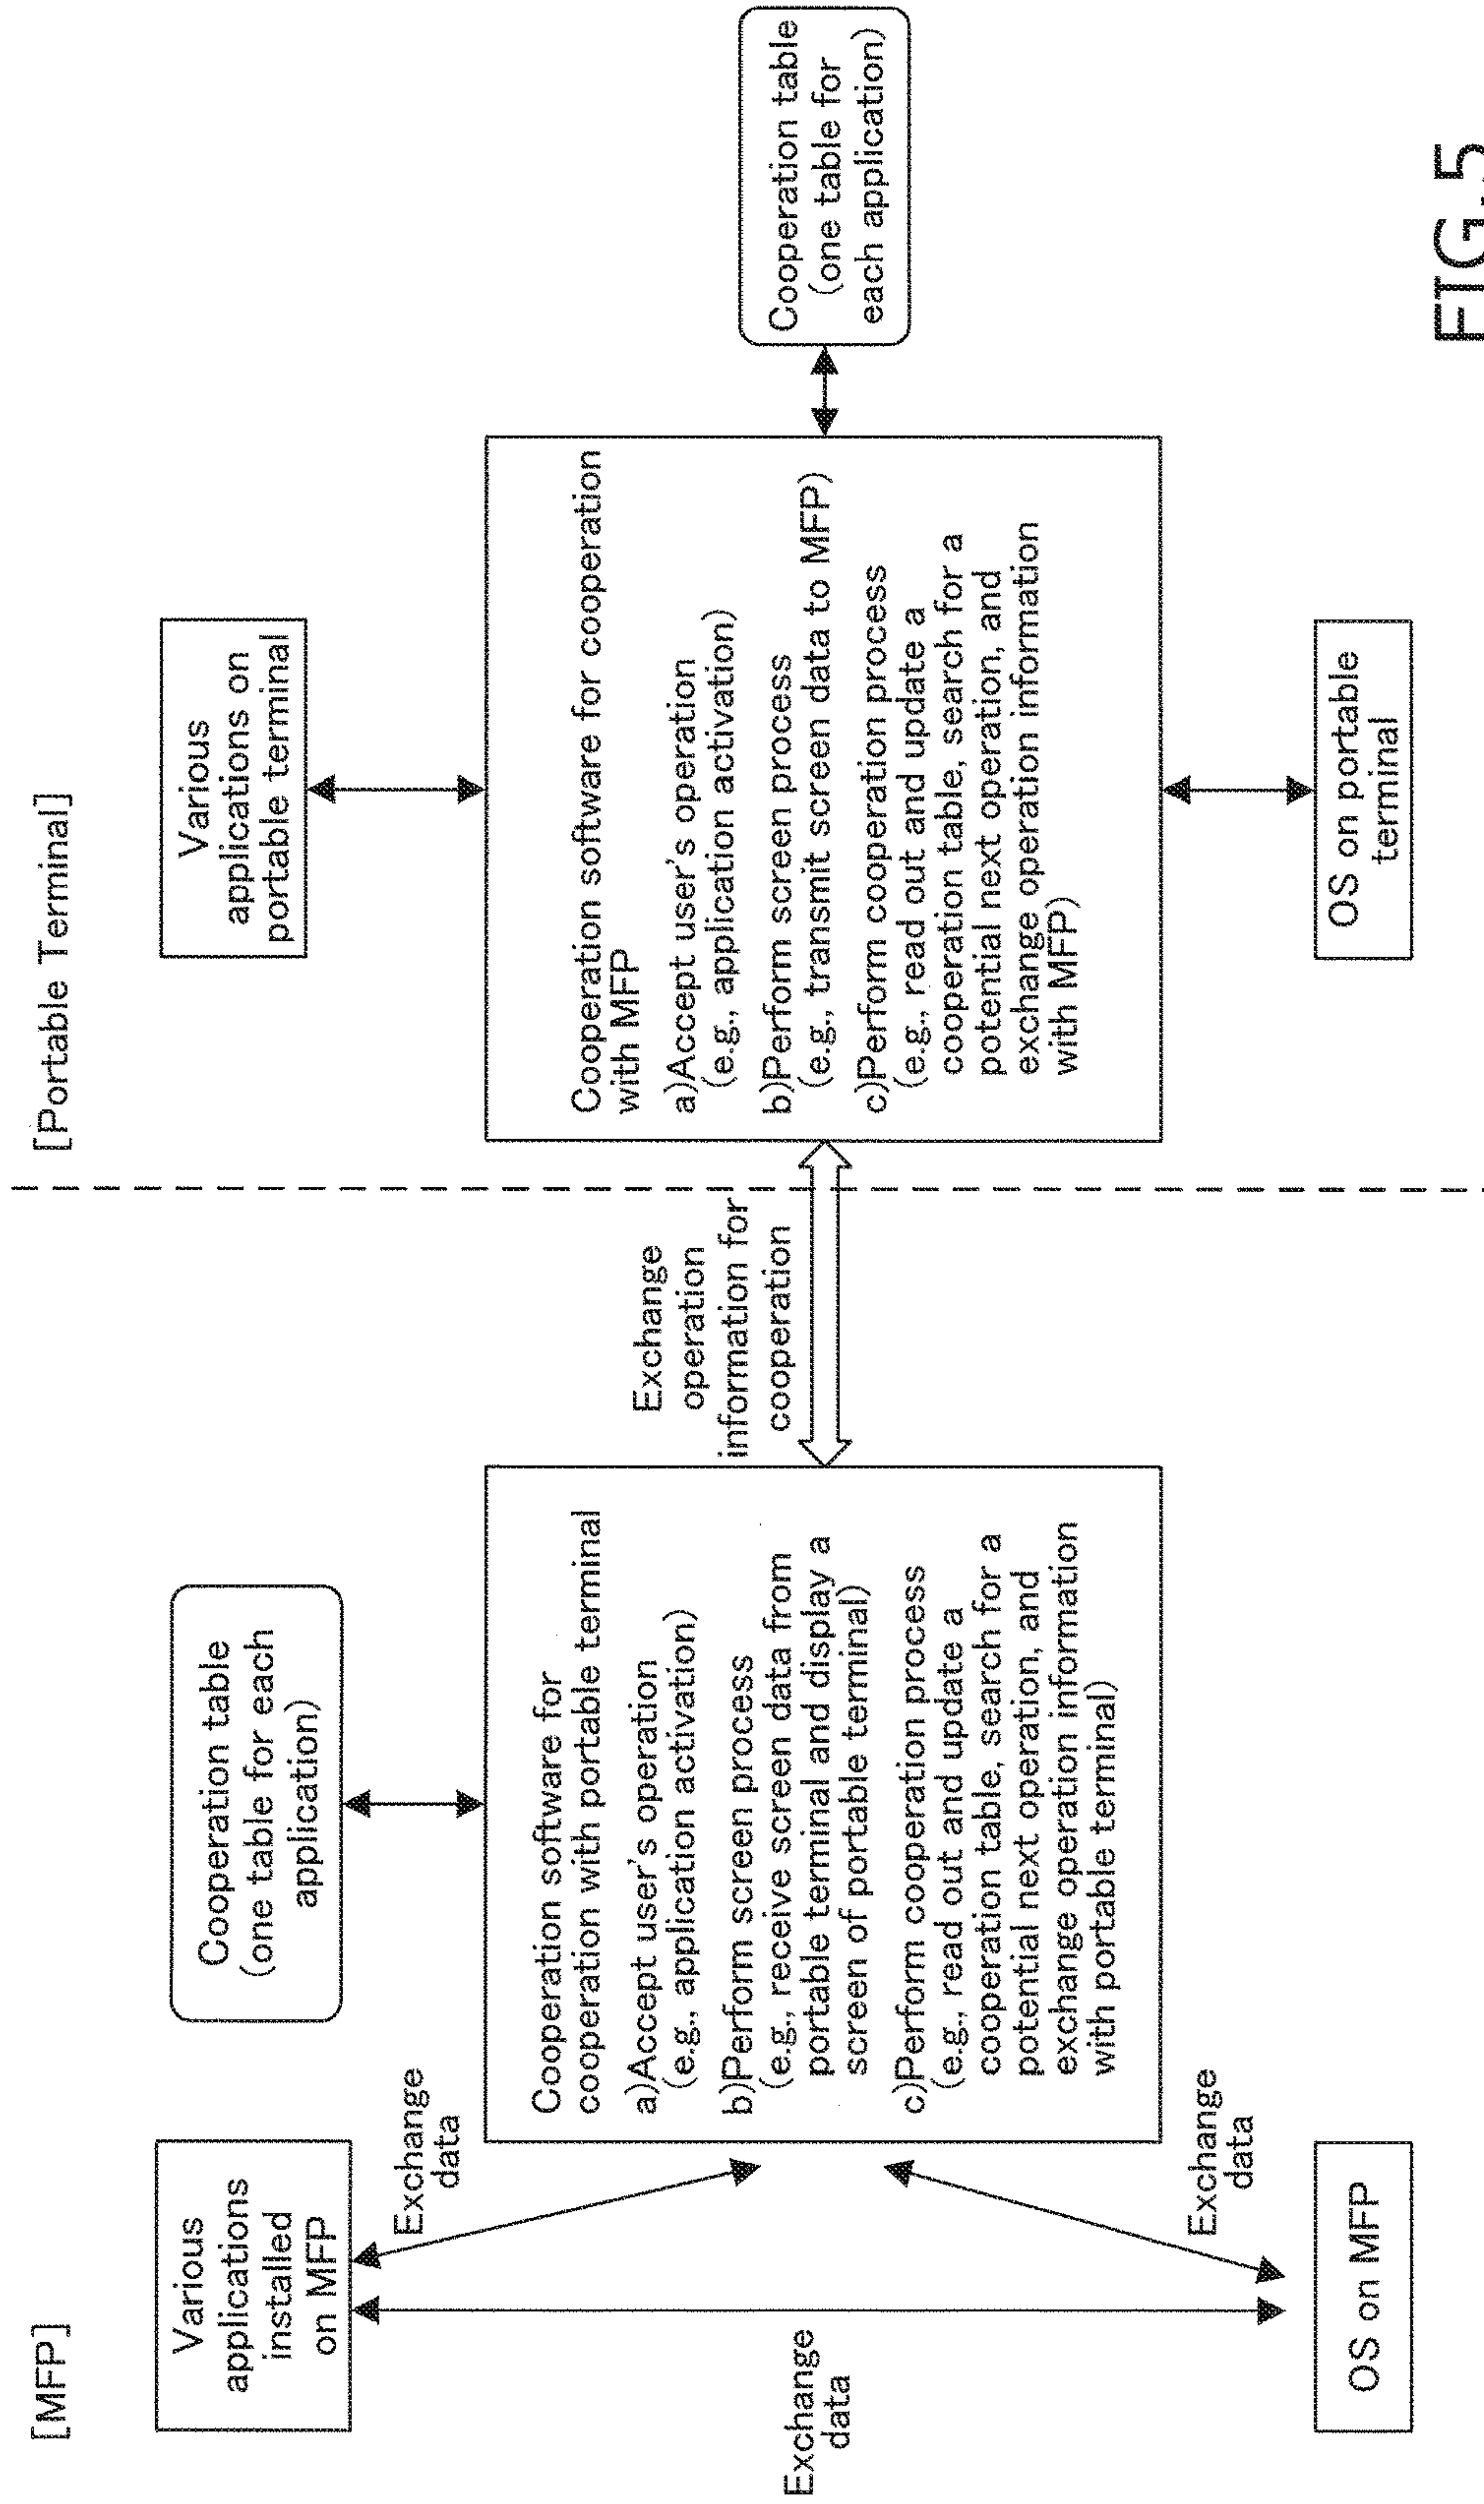 [MFP]
Various
applications
installed
on MFP
Exchange
data
Exchange
data
Exchange
data
OS on MFP
Cooperation table
(one table for each
application)
Cooperation software for
cooperation with portable terminal
a)Accept user's operation
(e.g., application activation)
b)Perform screen process
(e.g., receive screen data from
portable terminal and display a
screen of portable terminal)
c)Perform cooperation process
(e.g., read out and update a
cooperation table, search for a
potential next operation, and
exchange operation information
with portable terminal)
Exchange
operation
information for
cooperation
[Portable Terminal]
Various
applications on
portable terminal
Cooperation software for cooperation
with MFP
a)Accept user's operation
(e.g., application activation)
b)Perform screen process
(e.g., transmit screen data to MFP)
c)Perform cooperation process
(e.g., read out and update a
cooperation table, search for a
potential next operation, and
exchange operation information
with MFP)
OS on portable
terminal
Cooperation table
(one table for
each application)
FIG.5